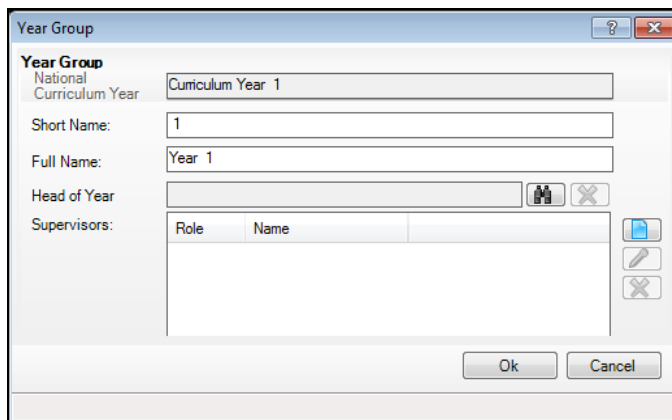 Year Group
Year Group
National
Curriculum Year
Curriculum Year 1
Short Name:
1
Full Name:
Year 1
Head of Year
Supervisors:
Role Name
Ok Cancel